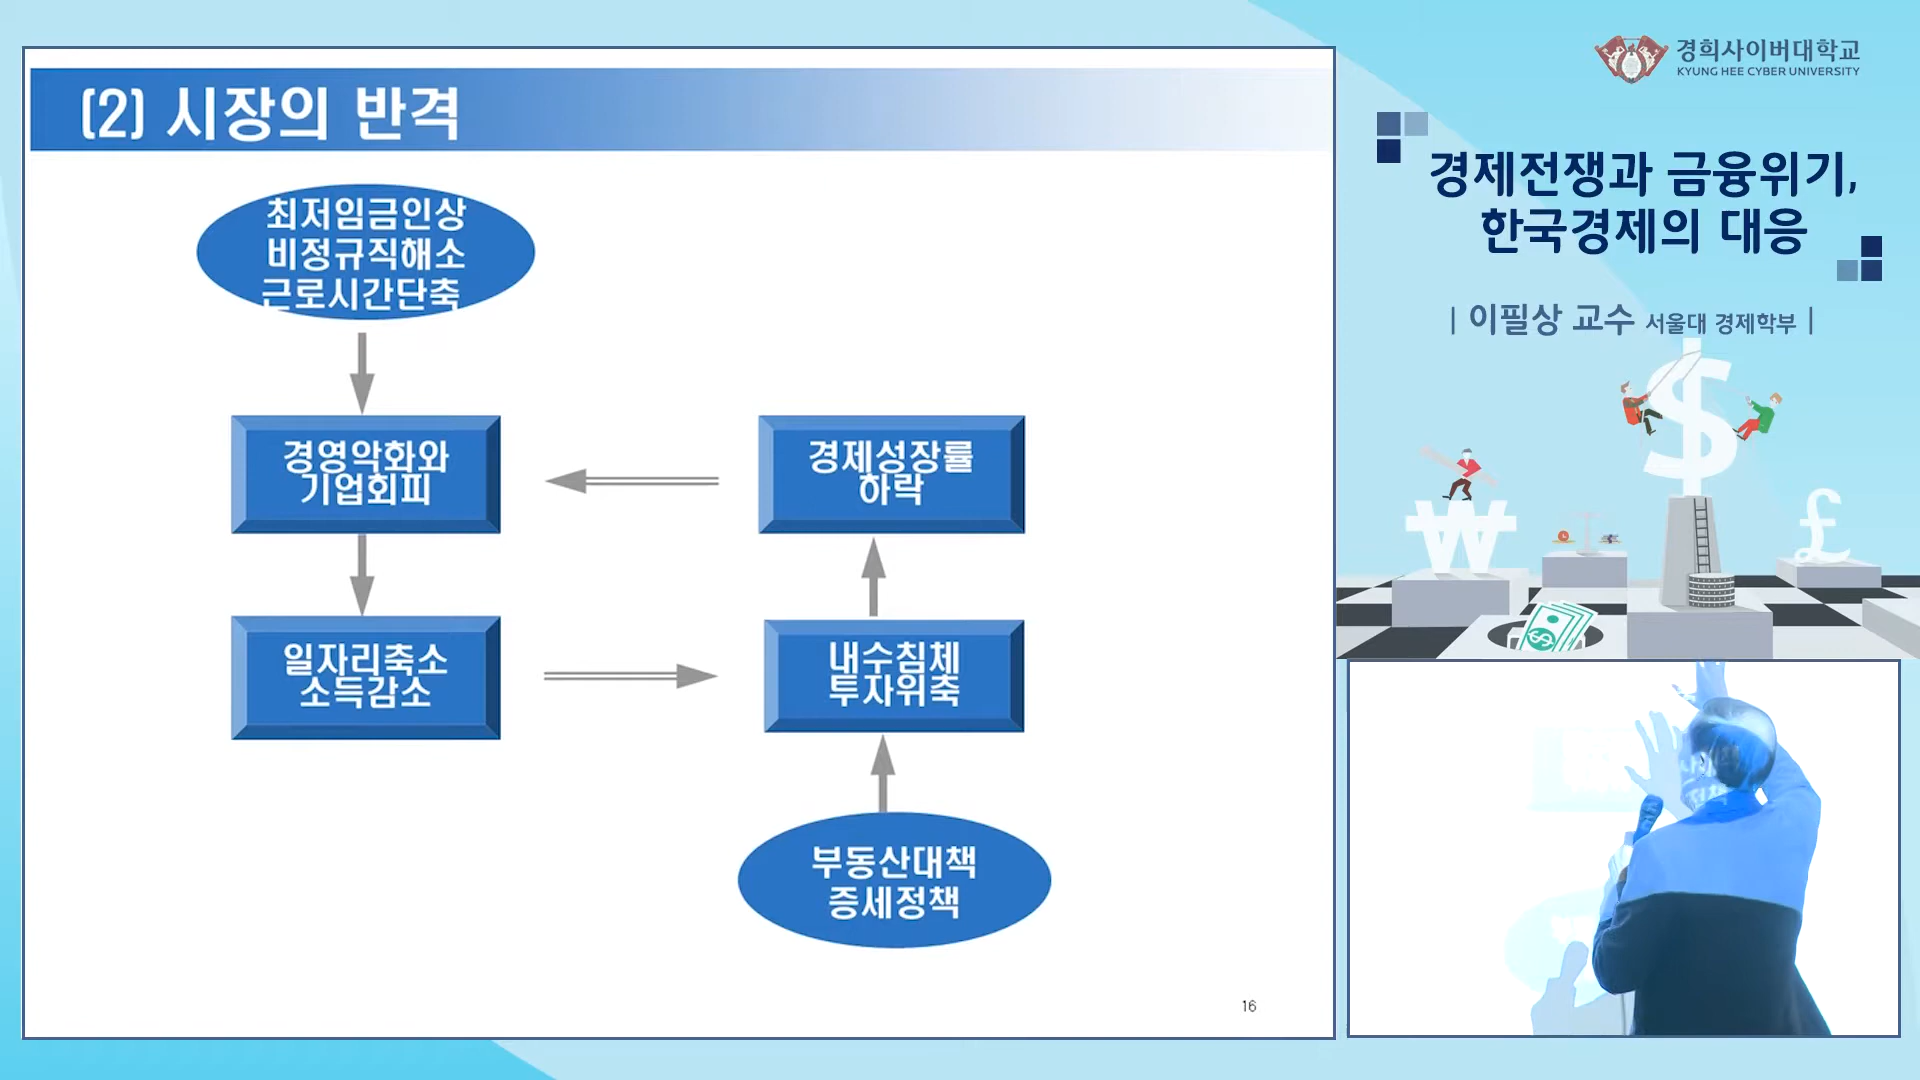 (2) 시장의 반격
최저임금인상
비정규직해소
근로시간단축
경영악화와
기업회피
경제성장률
하락
일자리축소
소득감소
내수침체
투자위축
부동산대책
증세정책
16
경희사이버대학교
KYUNG HEE CYBER UNIVERSITY
경제전쟁과 금융위기,
한국경제의 대응
| 이필상 교수 서울대 경제학부 |